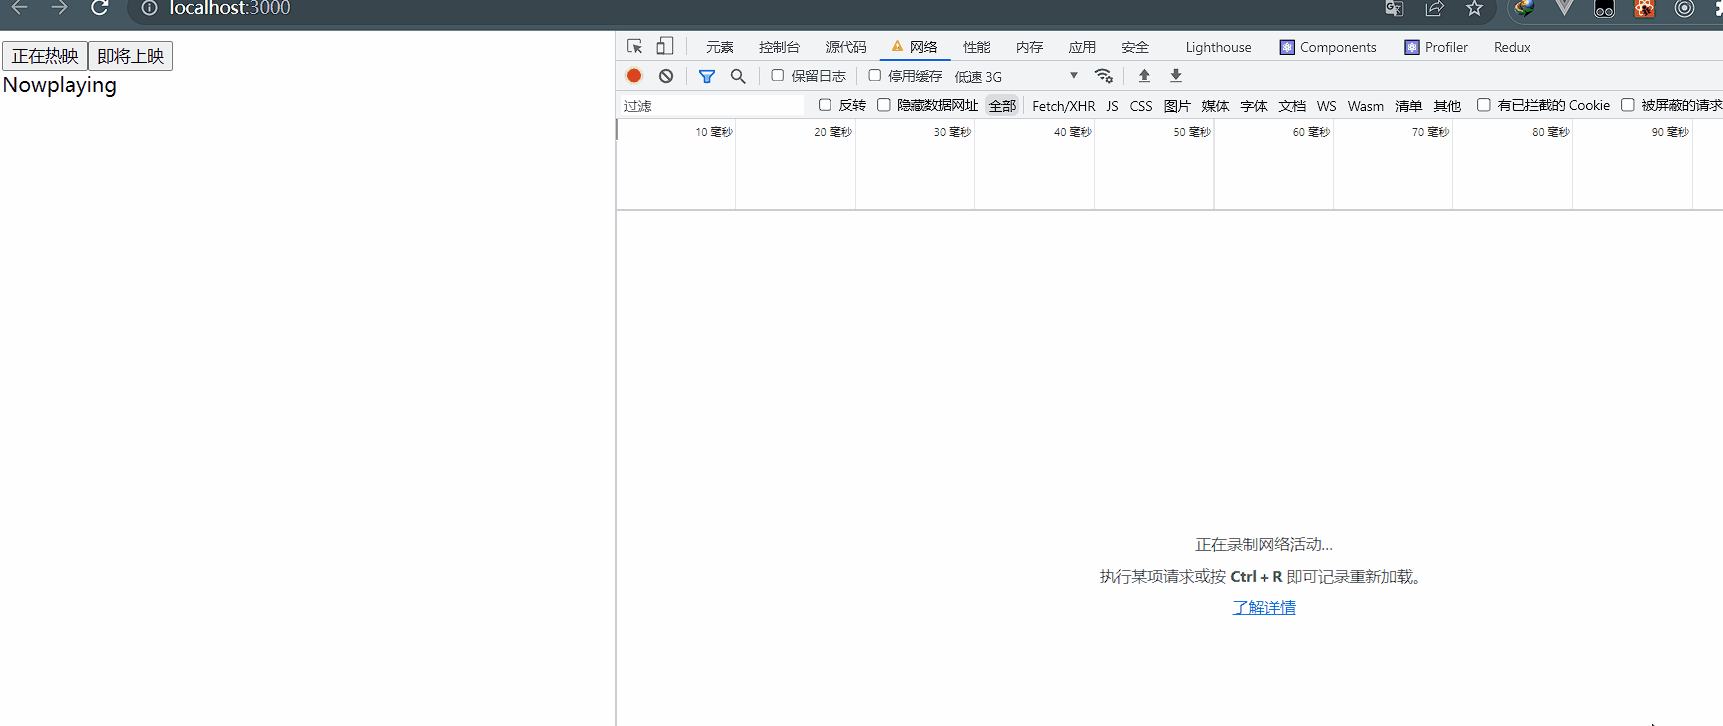 localhost:3000
正在热映 即将上映
Nowplaying
元素 控制台 源代码 网络 性能 内存 应用 安全 Lighthouse Components Profiler Redux
保留日志 停用缓存 低速 3G
过滤 反转 隐藏数据网址 全部 Fetch/XHR JS CSS 图片 媒体 字体 文档 WS Wasm 清单 其他 有已拦截的 Cookie 被屏蔽的请求
10 毫秒 20 毫秒 30 毫秒 40 毫秒 50 毫秒 60 毫秒 70 毫秒 80 毫秒 90 毫秒
正在录制网络活动...
执行某项请求或按 Ctrl + R 即可记录重新加载。
了解详情